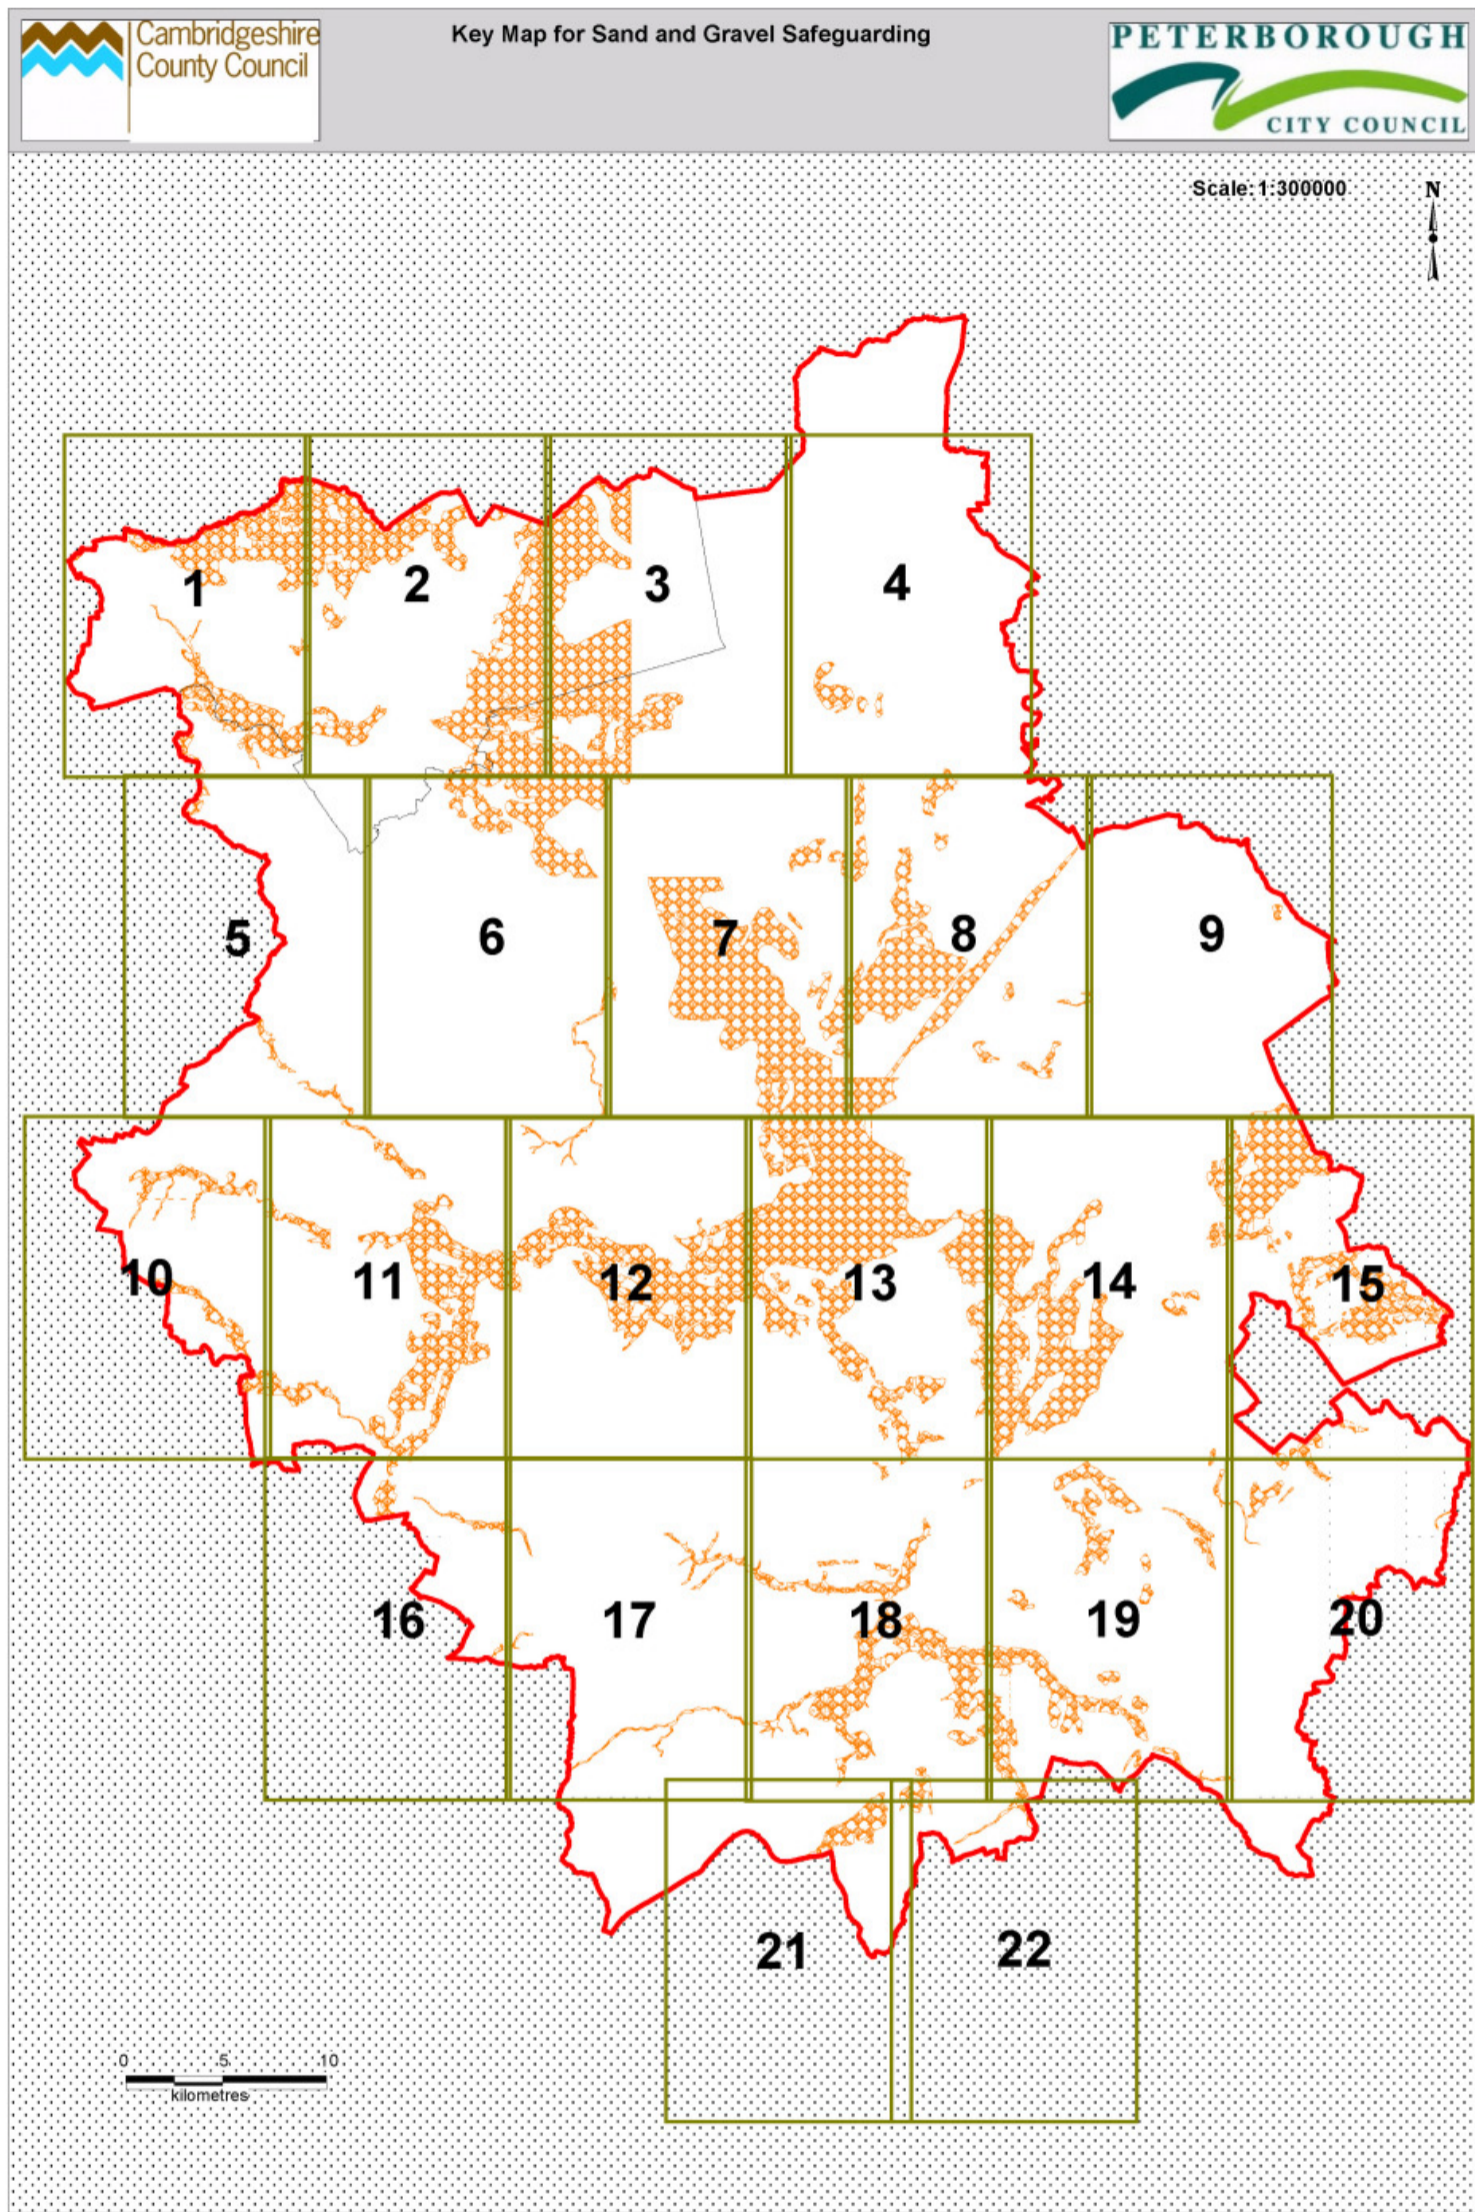 Cambridgeshire
County Council
Key Map for Sand and Gravel Safeguarding
PETERBOROUGH
CITY COUNCIL
Scale: 1:300000
N
1
2
3
4
5
6
7
8
9
10
11
12
13
14
15
16
17
18
19
20
21
22
0 5 10
kilometres